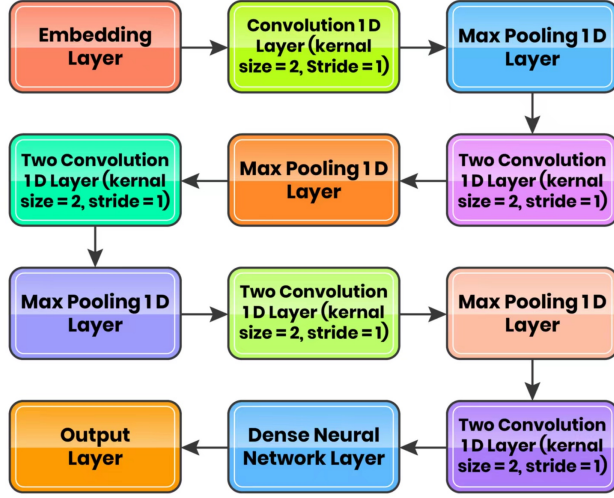 Embedding
Layer
Convolution 1 D
Layer (kernal
size = 2, Stride = 1)
Max Pooling 1 D
Layer
Two Convolution
1 D Layer (kernal
size = 2, stride = 1)
Max Pooling 1 D
Layer
Two Convolution
1 D Layer (kernal
size = 2, stride = 1)
Max Pooling 1 D
Layer
Two Convolution
1 D Layer (kernal
size = 2, stride = 1)
Max Pooling 1 D
Layer
Two Convolution
1 D Layer (kernal
size = 2, stride = 1)
Dense Neural
Network Layer
Output
Layer